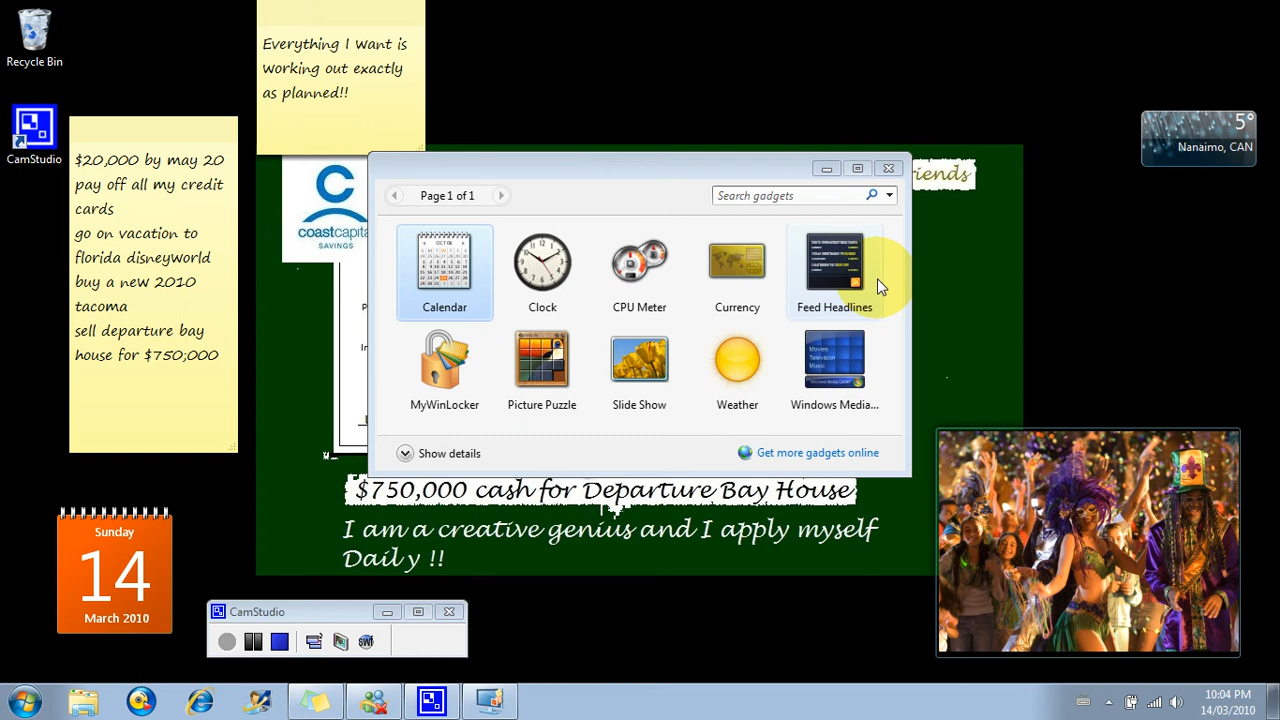 Recycle Bin
CamStudio
Everything I want is
working out exactly
as planned!!
$20,000 by may 20
pay off all my credit
cards
go on vacation to
florida disneyworld
buy a new 2010
tacoma
sell departure bay
house for $750,000
5°
Nanaimo, CAN
coastcapital
SAVINGS
riends
Page 1 of 1
Search gadgets
Calendar
Clock
CPU Meter
Currency
Feed Headlines
MyWinLocker
Picture Puzzle
Slide Show
Weather
Windows Media...
Show details
Get more gadgets online
$750,000 cash for Departure Bay House
I am a creative genius and I apply myself
Daily !!
Sunday
14
March 2010
CamStudio
10:04 PM
14/03/2010